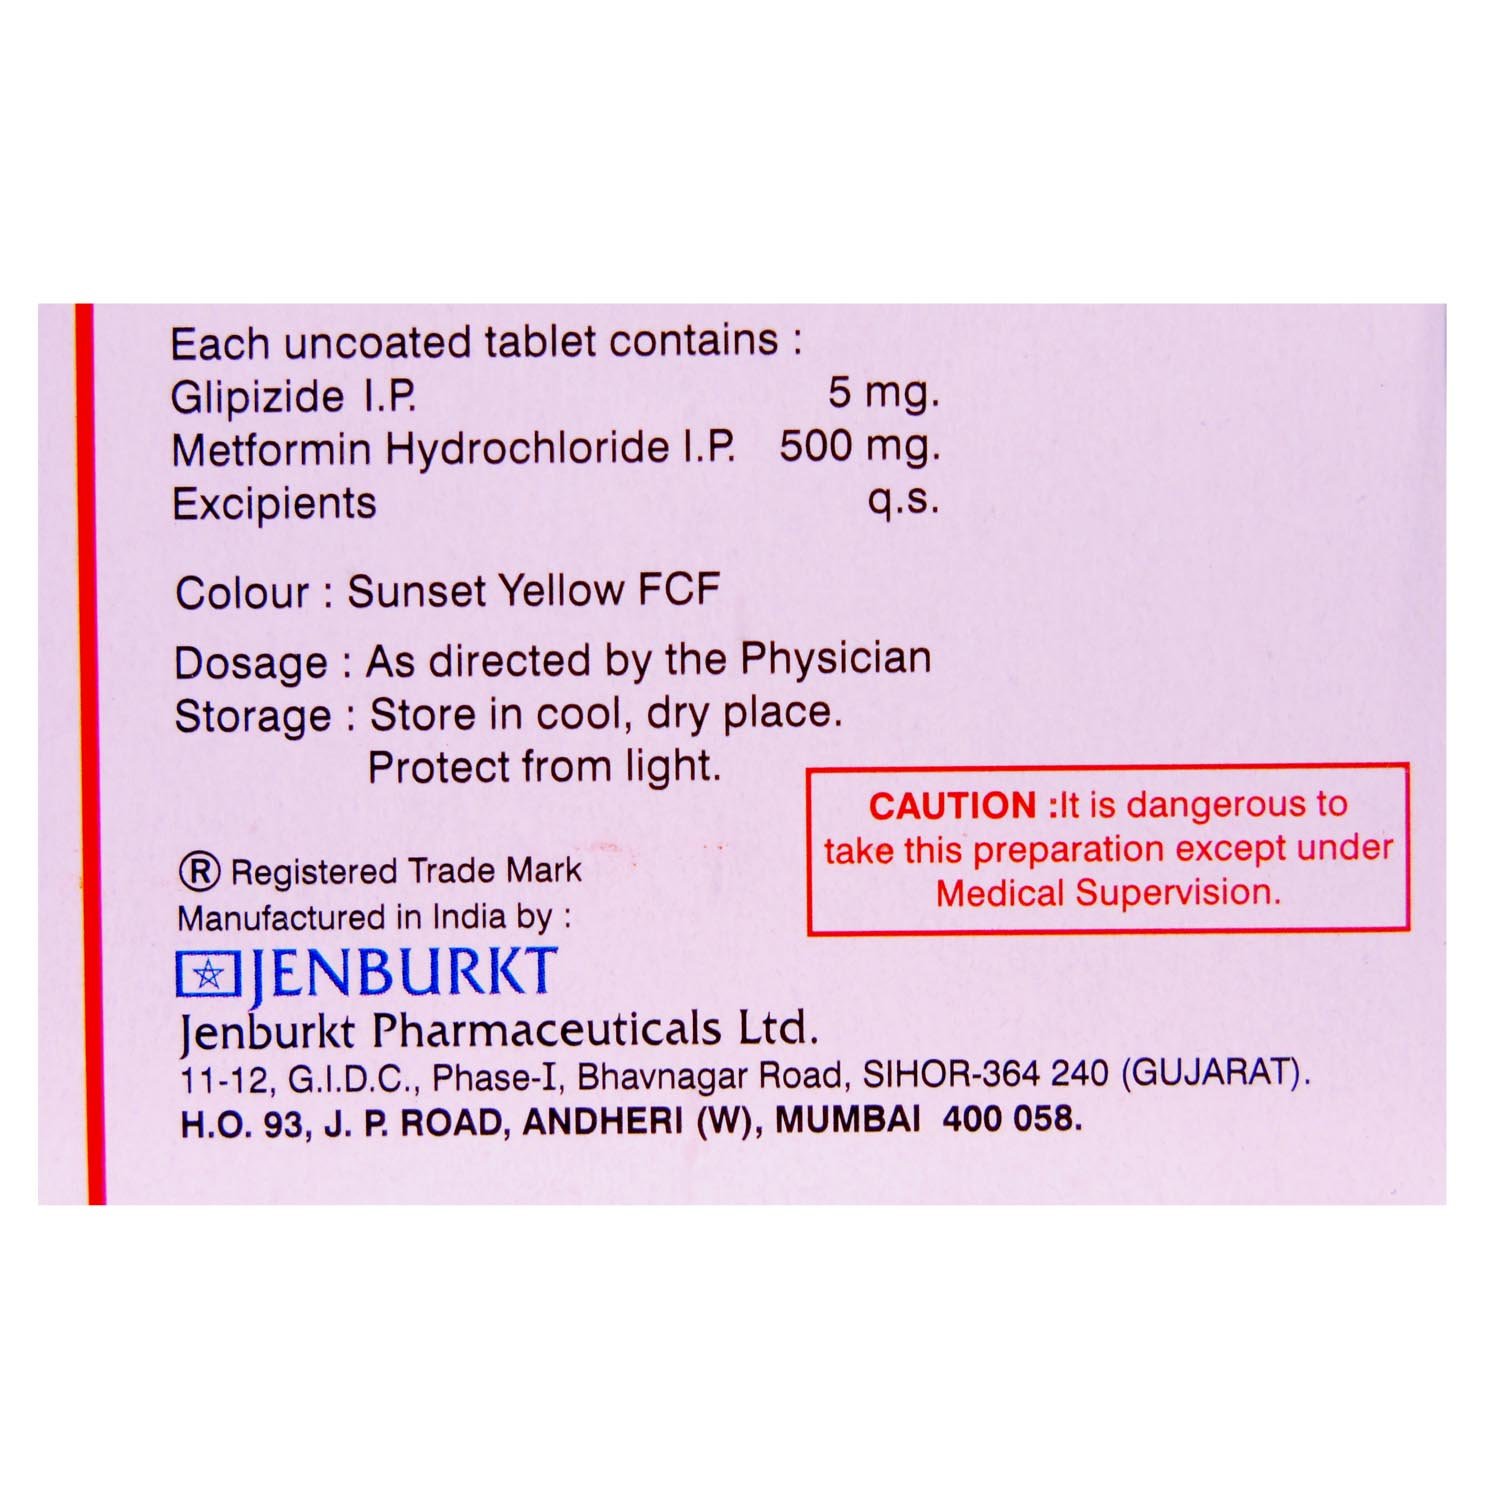 Each uncoated tablet contains :
Glipizide I.P. 5 mg.
Metformin Hydrochloride I.P. 500 mg.
Excipients q.s.
Colour : Sunset Yellow FCF
Dosage : As directed by the Physician
Storage : Store in cool, dry place.
Protect from light.
CAUTION :It is dangerous to
take this preparation except under
Medical Supervision.
® Registered Trade Mark
Manufactured in India by :
JENBURKT
Jenburkt Pharmaceuticals Ltd.
11-12, G.I.D.C., Phase-I, Bhavnagar Road, SIHOR-364 240 (GUJARAT).
H.O. 93, J. P. ROAD, ANDHERI (W), MUMBAI 400 058.